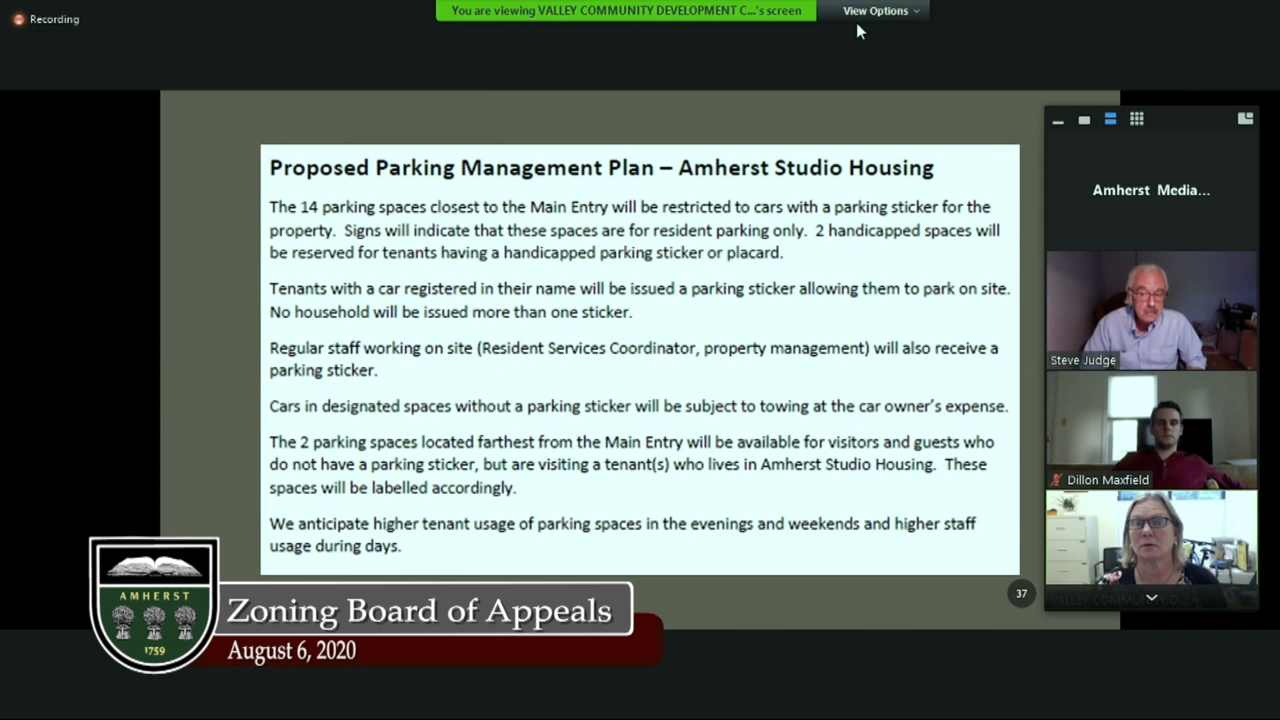 Recording
You are viewing VALLEY COMMUNITY DEVELOPMENT C...'s screen
View Options
Proposed Parking Management Plan – Amherst Studio Housing
The 14 parking spaces closest to the Main Entry will be restricted to cars with a parking sticker for the
property. Signs will indicate that these spaces are for resident parking only. 2 handicapped spaces will
be reserved for tenants having a handicapped parking sticker or placard.
Tenants with a car registered in their name will be issued a parking sticker allowing them to park on site.
No household will be issued more than one sticker.
Regular staff working on site (Resident Services Coordinator, property management) will also receive a
parking sticker.
Cars in designated spaces without a parking sticker will be subject to towing at the car owner's expense.
The 2 parking spaces located farthest from the Main Entry will be available for visitors and guests who
do not have a parking sticker, but are visiting a tenant(s) who lives in Amherst Studio Housing. These
spaces will be labelled accordingly.
We anticipate higher tenant usage of parking spaces in the evenings and weekends and higher staff
usage during days.
37
Amherst Media...
Steve Judge
Dillon Maxfield
VALLEY COMMUNITY D...
AMHERST
1759
Zoning Board of Appeals
August 6, 2020